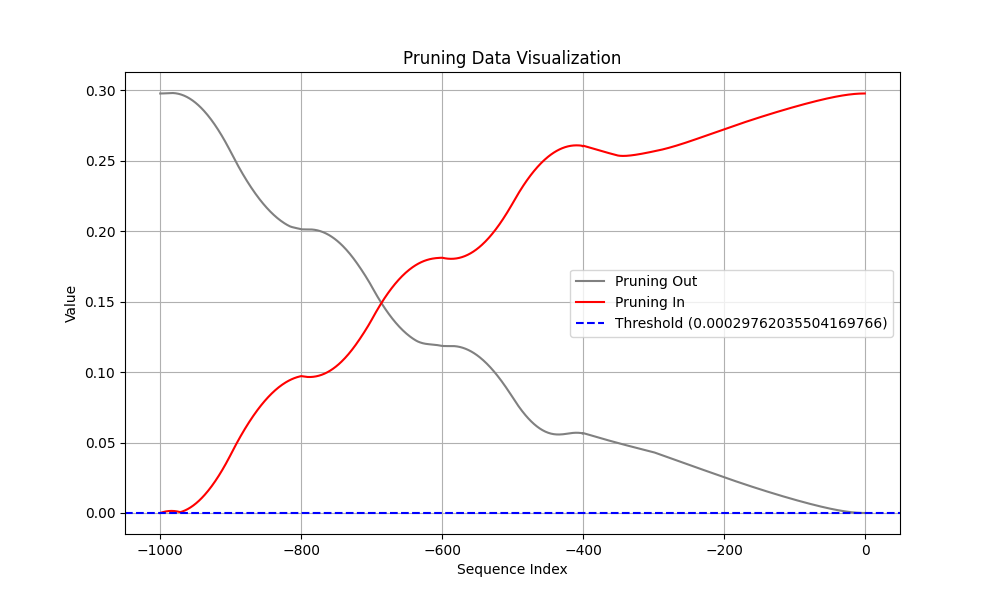 Pruning Data Visualization
0.30
0.25
0.20
0.15
0.10
0.05
0.00
Value
Pruning Out
Pruning In
Threshold (0.00029762035504169766)
−1000 −800 −600 −400 −200 0
Sequence Index